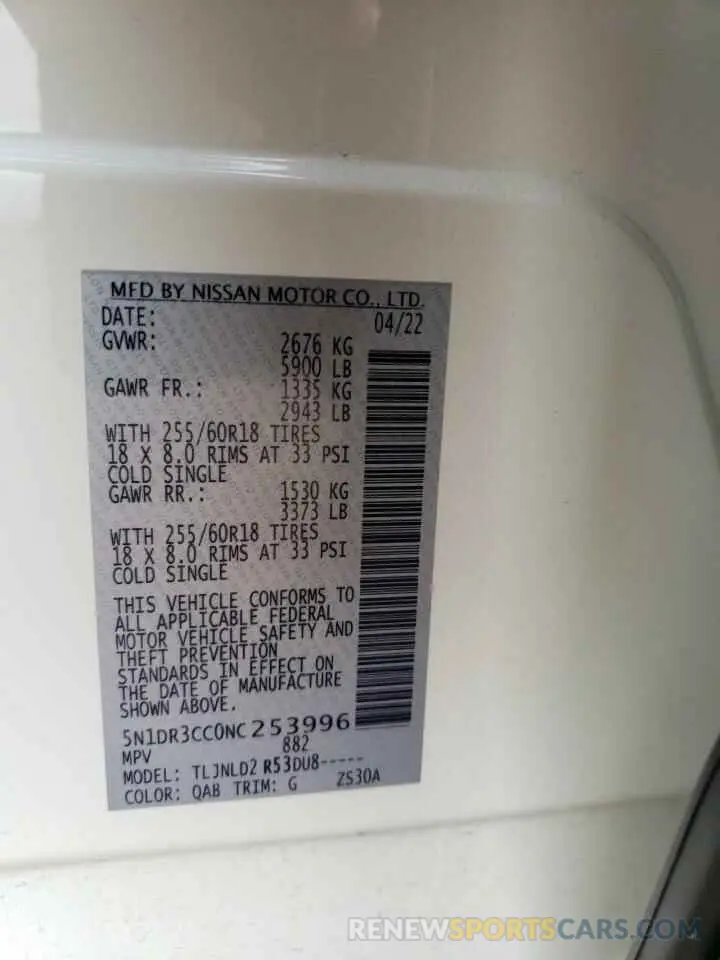 MFD BY NISSAN MOTOR CO., LTD.
DATE: 04/22
GVWR: 2676 KG
5900 LB
GAWR FR.: 1335 KG
2943 LB
WITH 255/60R18 TIRES
18 X 8.0 RIMS AT 33 PSI
COLD SINGLE
GAWR RR.: 1530 KG
3373 LB
WITH 255/60R18 TIRES
18 X 8.0 RIMS AT 33 PSI
COLD SINGLE
THIS VEHICLE CONFORMS TO
ALL APPLICABLE FEDERAL
MOTOR VEHICLE SAFETY AND
THEFT PREVENTION
STANDARDS IN EFFECT ON
THE DATE OF MANUFACTURE
SHOWN ABOVE.
5N1DR3CC0NC253996
MPV 882
MODEL: TLJNLD2 R53DU8-----
COLOR: QAB TRIM: G ZS30A
RENEWSPORTSCARS.COM